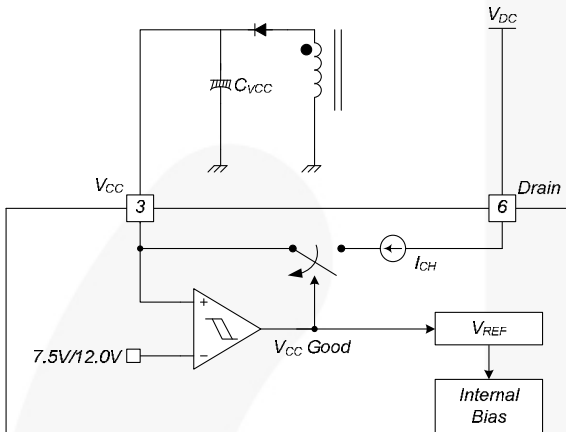 V_DC
C_VCC
V_CC
Drain
3
6
I_CH
+
7.5V/12.0V
−
V_CC Good
V_REF
Internal
Bias